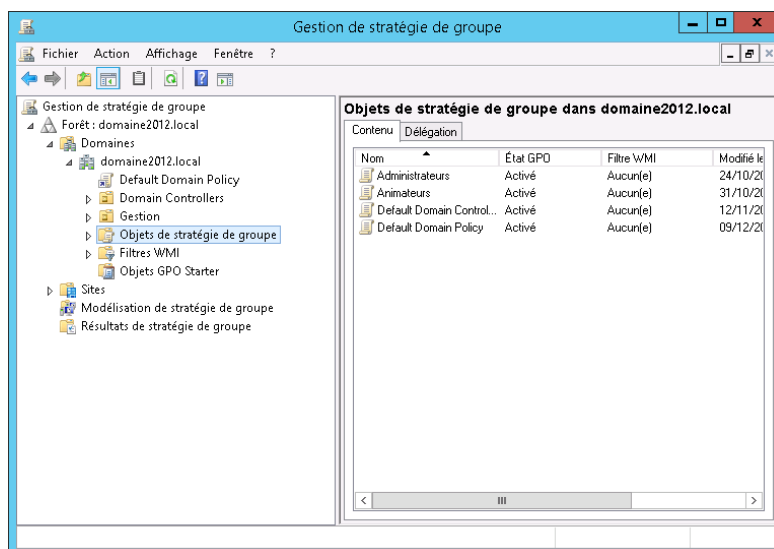 Gestion de stratégie de groupe
Fichier Action Affichage Fenêtre ?
Gestion de stratégie de groupe
Forêt : domaine2012.local
Domaines
domaine2012.local
Default Domain Policy
Domain Controllers
Gestion
Objets de stratégie de groupe
Filtres WMI
Objets GPO Starter
Sites
Modélisation de stratégie de groupe
Résultats de stratégie de groupe
Objets de stratégie de groupe dans domaine2012.local
Contenu Délégation
Nom État GPO Filtre WMI Modifié le
Administrateurs Activé Aucun(e) 24/10/20
Animateurs Activé Aucun(e) 31/10/20
Default Domain Control... Activé Aucun(e) 12/11/20
Default Domain Policy Activé Aucun(e) 09/12/20